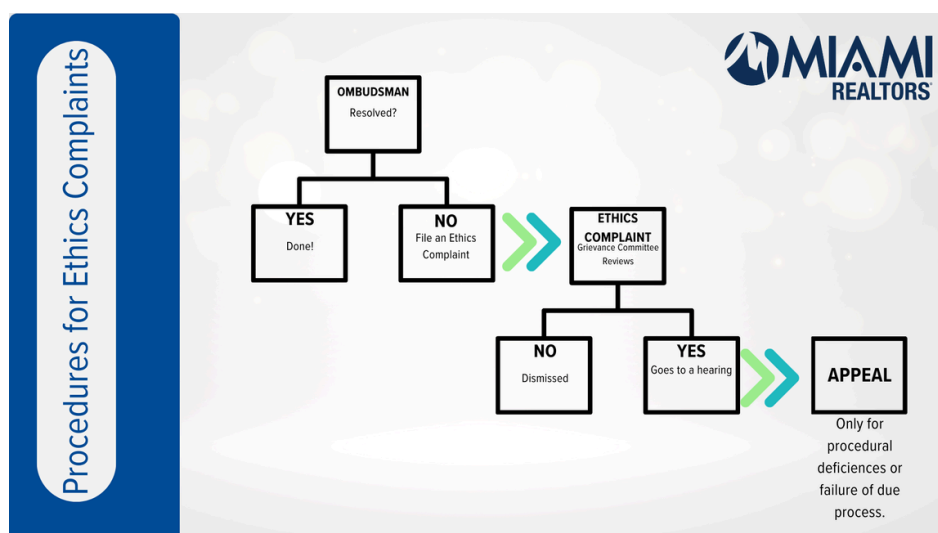 Procedures for Ethics Complaints
MIAMI
REALTORS®
OMBUDSMAN
Resolved?
YES
Done!
NO
File an Ethics
Complaint
ETHICS
COMPLAINT
Grievance Committee
Reviews
NO
Dismissed
YES
Goes to a hearing
APPEAL
Only for
procedural
deficiences or
failure of due
process.